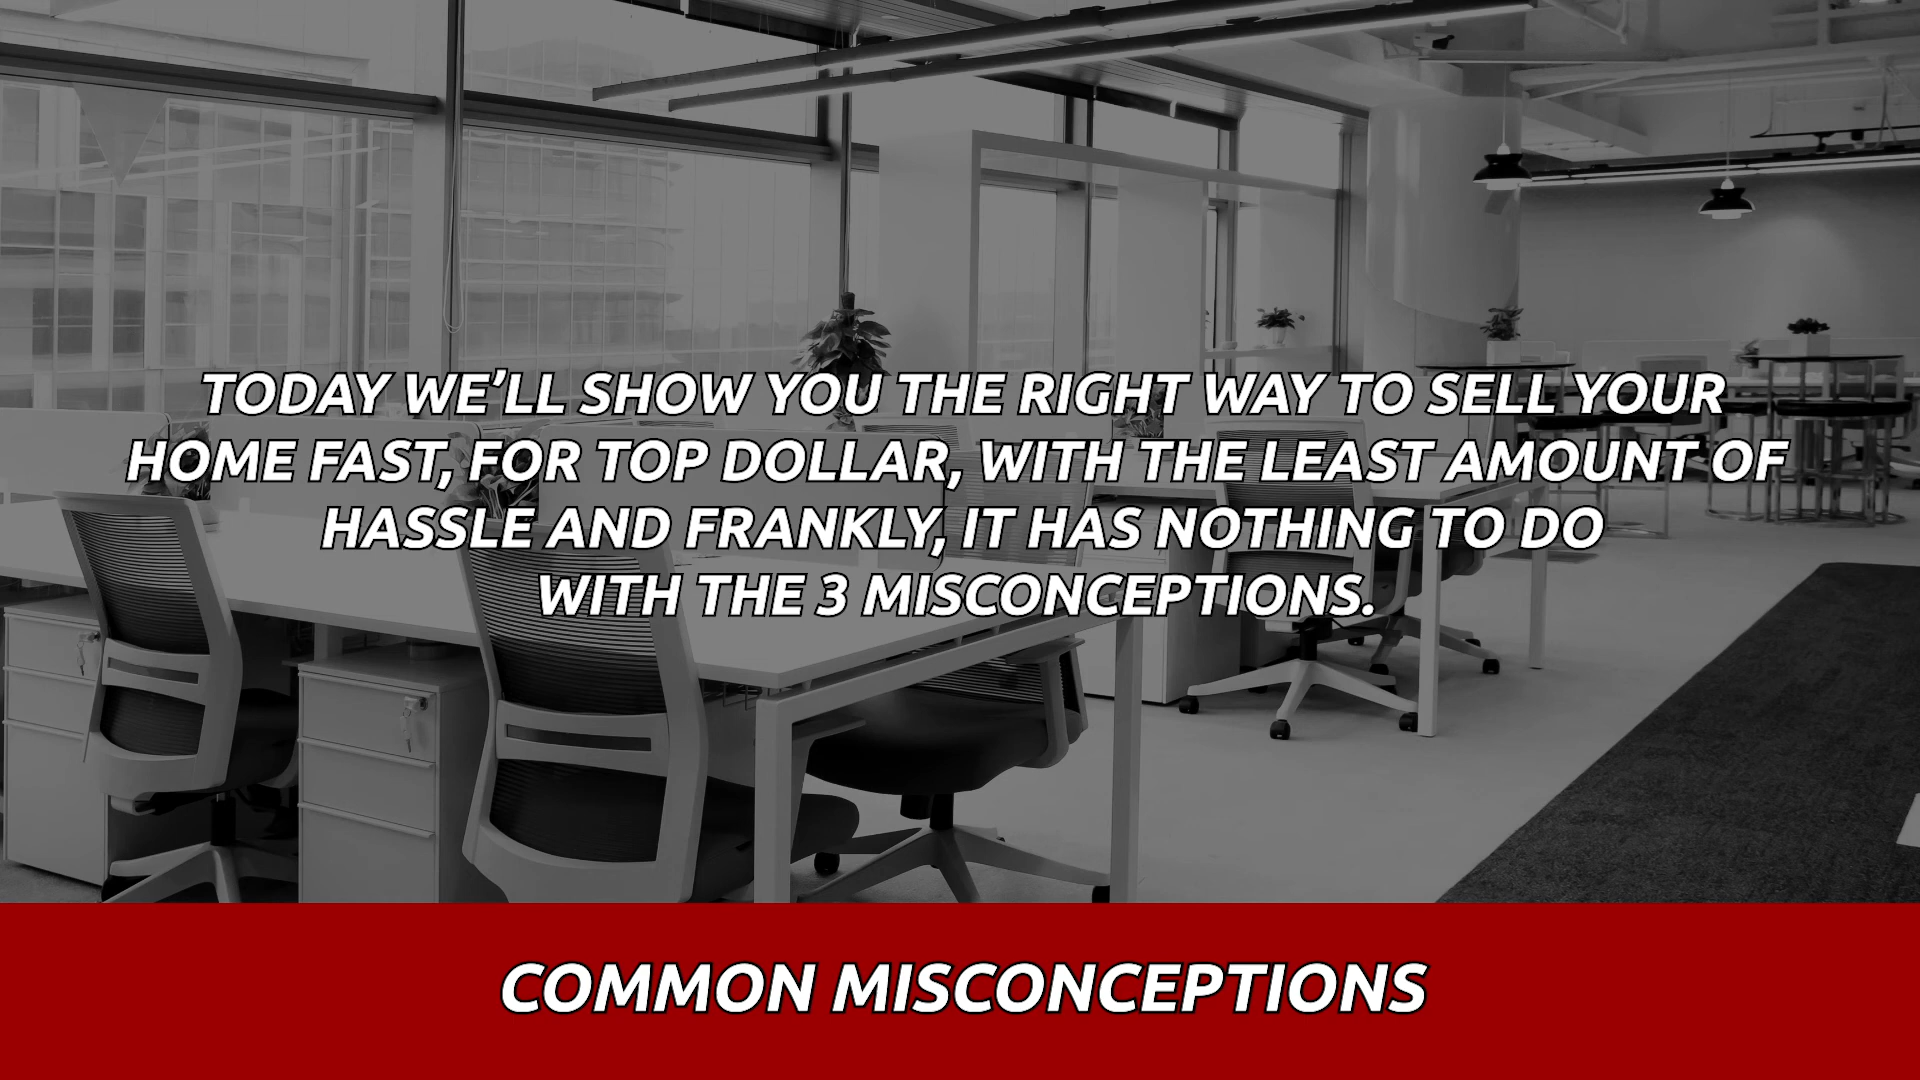 TODAY WE’LL SHOW YOU THE RIGHT WAY TO SELL YOUR
HOME FAST, FOR TOP DOLLAR, WITH THE LEAST AMOUNT OF
HASSLE AND FRANKLY, IT HAS NOTHING TO DO
WITH THE 3 MISCONCEPTIONS.
COMMON MISCONCEPTIONS